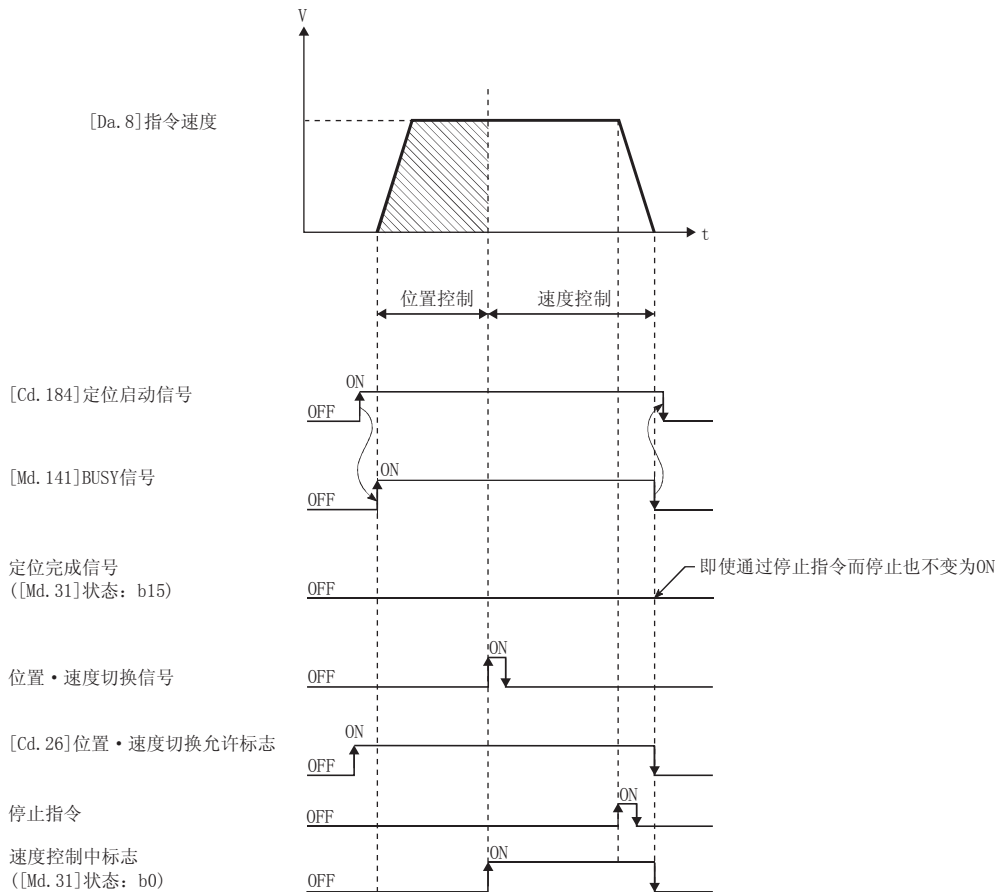 V
[Da.8]指令速度
t
位置控制
速度控制
ON
[Cd.184]定位启动信号
OFF
ON
[Md.141]BUSY信号
OFF
定位完成信号
([Md.31]状态：b15)
即使通过停止指令而停止也不变为ON
OFF
ON
位置・速度切换信号
OFF
ON
[Cd.26]位置・速度切换允许标志
OFF
ON
停止指令
OFF
速度控制中标志
([Md.31]状态：b0)
ON
OFF